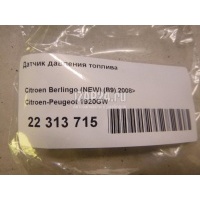 Датчик давления топлива
Citroen Berlingo (NEW) (B9) 2008>
Citroen-Peugeot 1920GW
22 313 715